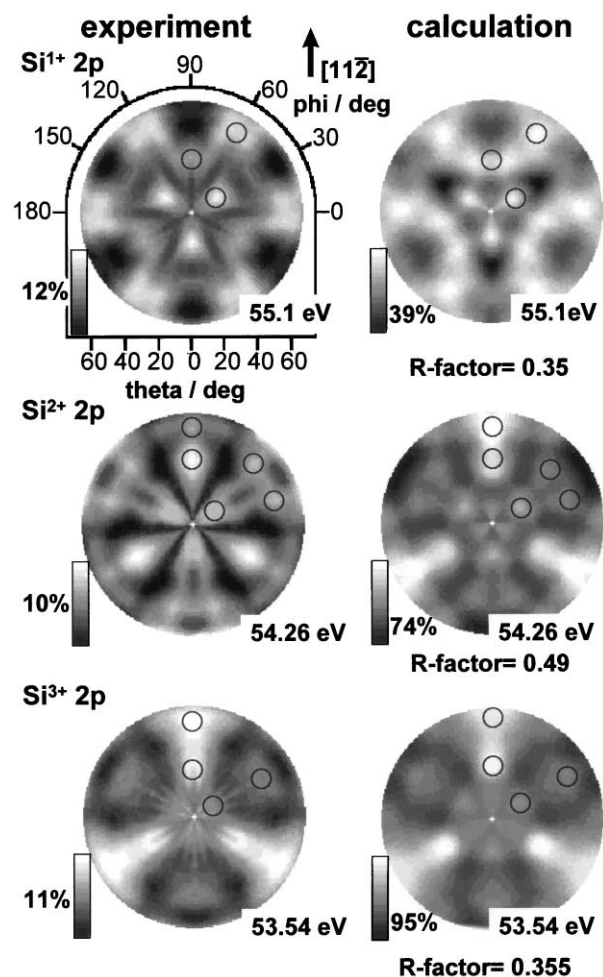 experiment
calculation
Si¹⁺ 2p
[112̄]
phi / deg
90
120
60
150
30
180
0
12%
55.1 eV
39%
55.1eV
60 40 20 0 20 40 60
theta / deg
R-factor= 0.35
Si²⁺ 2p
10%
54.26 eV
74%
54.26 eV
R-factor= 0.49
Si³⁺ 2p
11%
53.54 eV
95%
53.54 eV
R-factor= 0.355